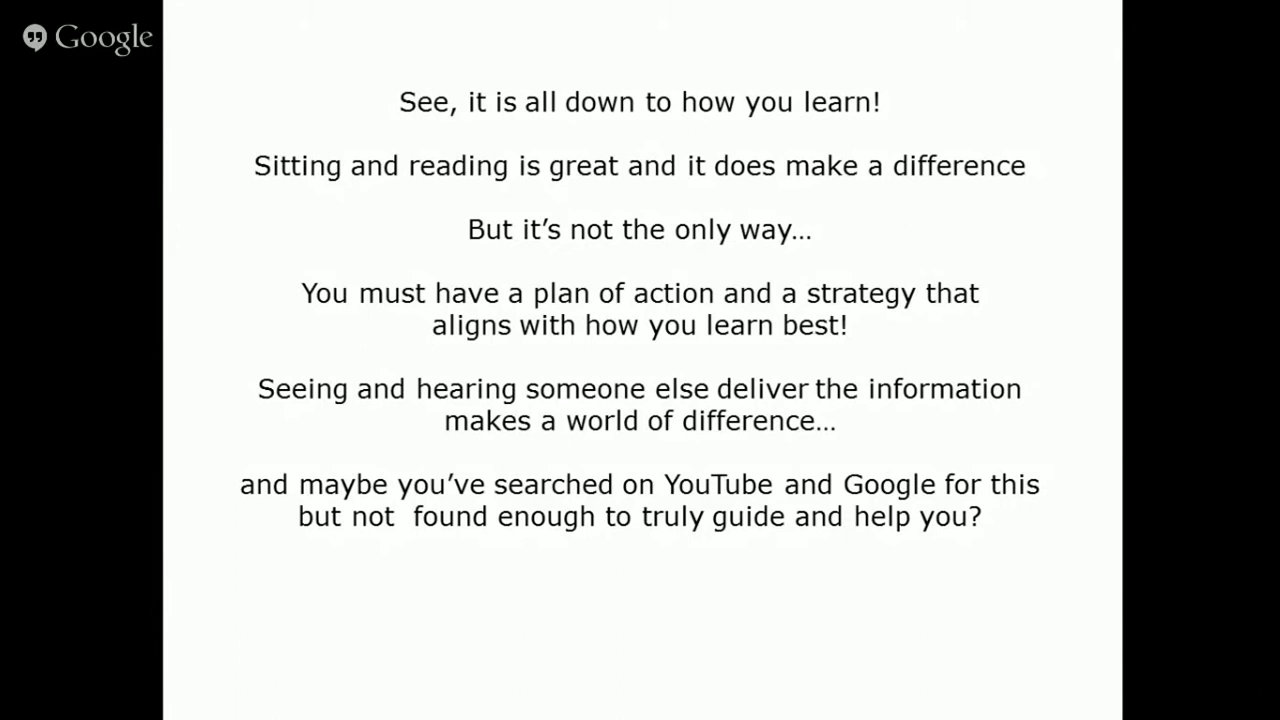 Google
See, it is all down to how you learn!
Sitting and reading is great and it does make a difference
But it’s not the only way…
You must have a plan of action and a strategy that
aligns with how you learn best!
Seeing and hearing someone else deliver the information
makes a world of difference…
and maybe you’ve searched on YouTube and Google for this
but not  found enough to truly guide and help you?